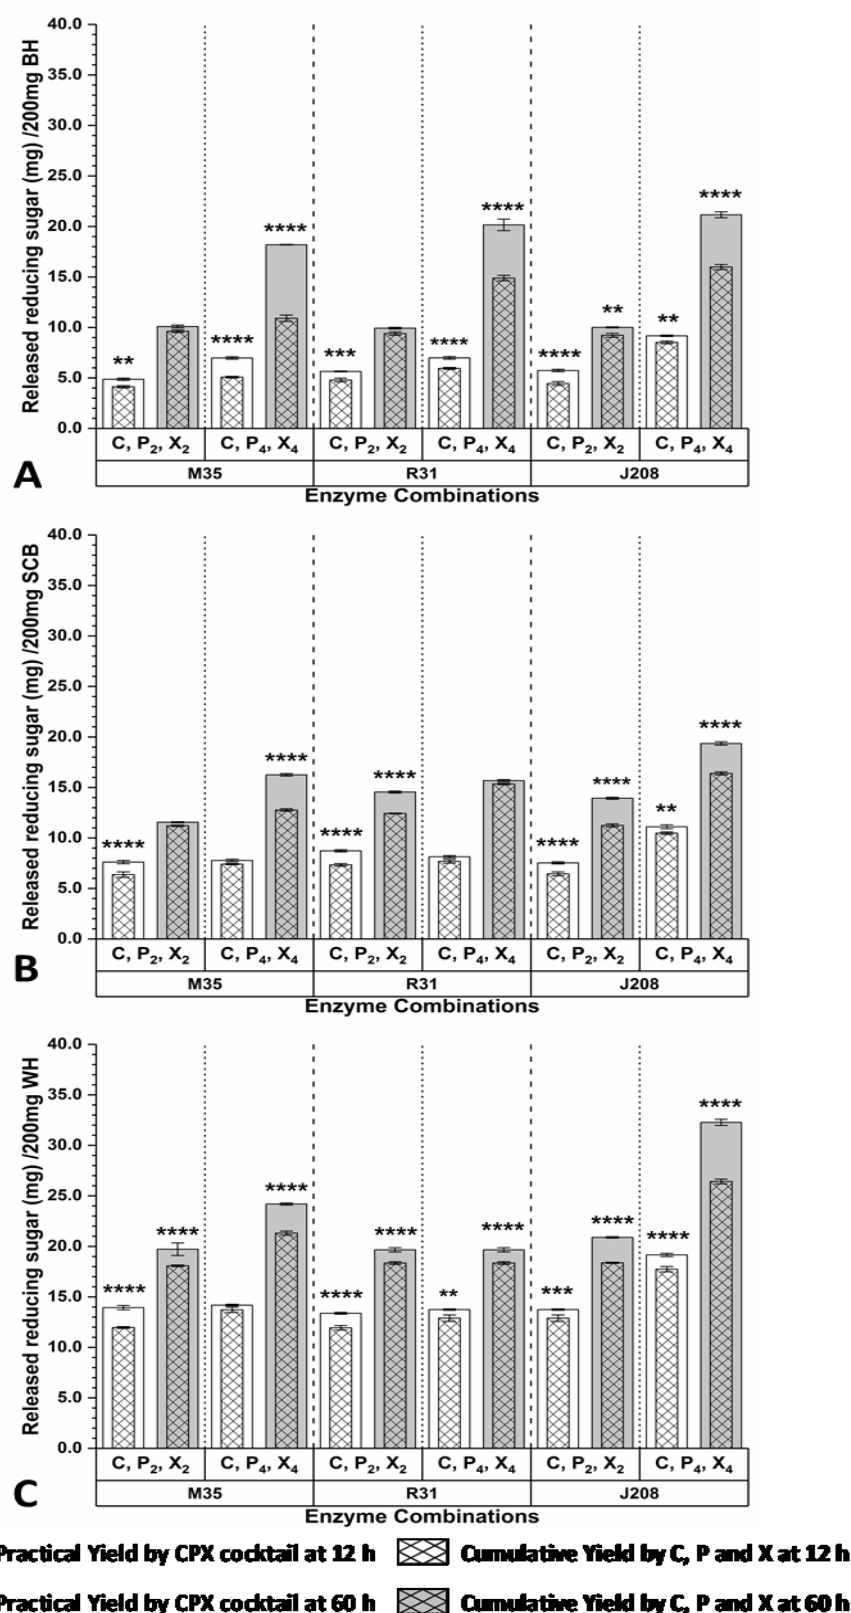 40.0
35.0
30.0
25.0
20.0
15.0
10.0
5.0
0.0
Released reducing sugar (mg) /200mg BH
** **** *** **** **** ** ** **** **** ****
C, P2, X2 C, P4, X4 C, P2, X2 C, P4, X4 C, P2, X2 C, P4, X4
M35 R31 J208
Enzyme Combinations
A
40.0
35.0
30.0
25.0
20.0
15.0
10.0
5.0
0.0
Released reducing sugar (mg) /200mg SCB
**** **** **** **** **** **** ** ****
C, P2, X2 C, P4, X4 C, P2, X2 C, P4, X4 C, P2, X2 C, P4, X4
M35 R31 J208
Enzyme Combinations
B
40.0
35.0
30.0
25.0
20.0
15.0
10.0
5.0
0.0
Released reducing sugar (mg) /200mg WH
**** **** **** **** **** ** **** *** **** **** ****
C, P2, X2 C, P4, X4 C, P2, X2 C, P4, X4 C, P2, X2 C, P4, X4
M35 R31 J208
Enzyme Combinations
C
Practical Yield by CPX cocktail at 12 h Cumulative Yield by C, P and X at 12 h
Practical Yield by CPX cocktail at 60 h Cumulative Yield by C, P and X at 60 h